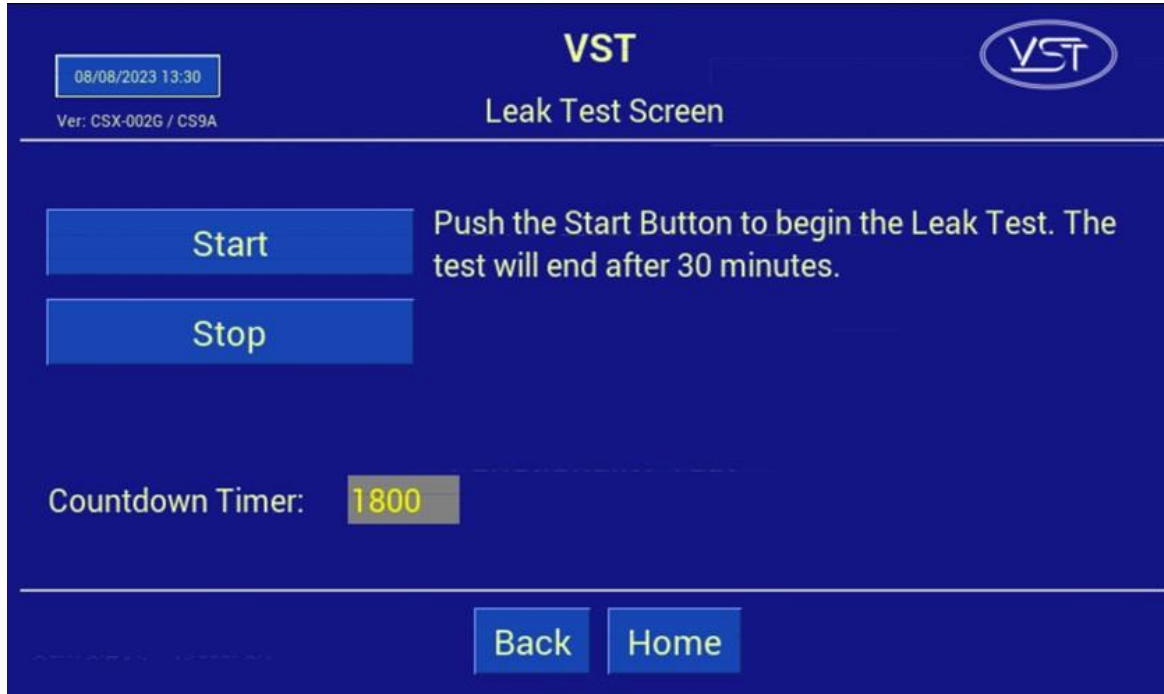 VST
VST
08/08/2023 13:30
Ver: CSX-002G / CS9A
Leak Test Screen
Start
Push the Start Button to begin the Leak Test. The
test will end after 30 minutes.
Stop
Countdown Timer:
1800
Back
Home